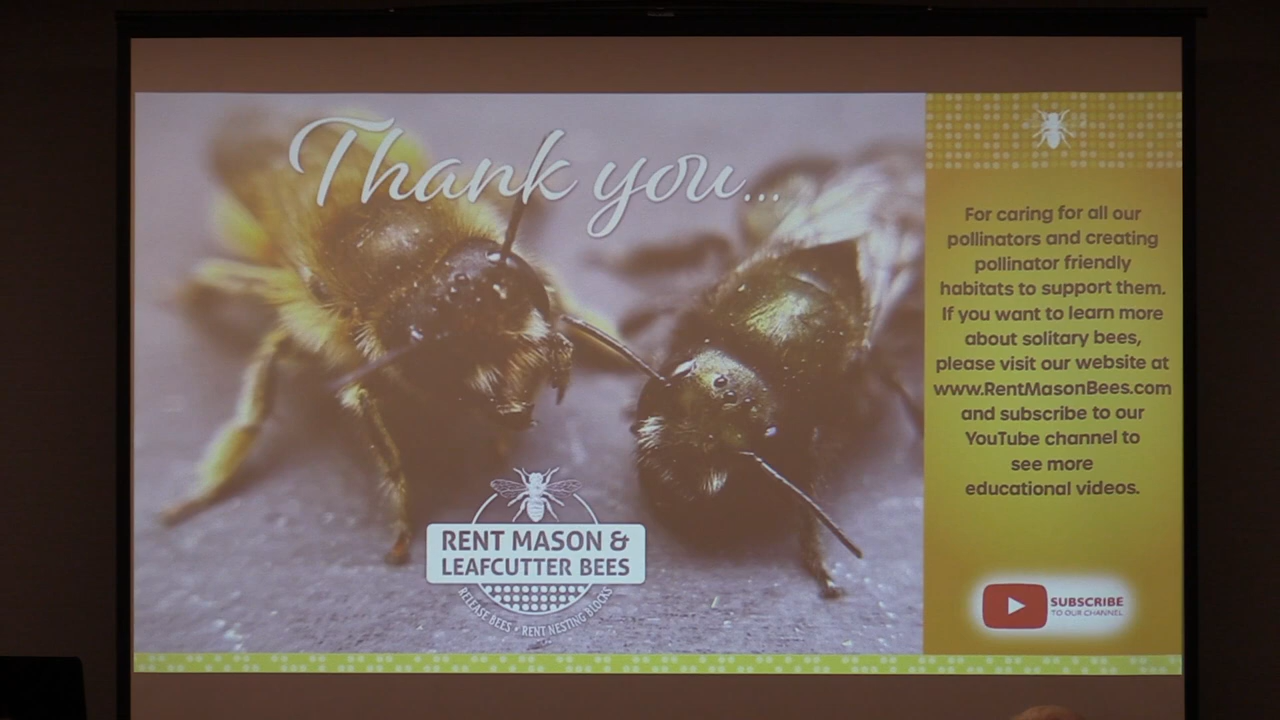 Thank you...
RENT MASON &
LEAFCUTTER BEES
RELEASE BEES • RENT NESTING BLOCKS
For caring for all our
pollinators and creating
pollinator friendly
habitats to support them.
If you want to learn more
about solitary bees,
please visit our website at
www.RentMasonBees.com
and subscribe to our
YouTube channel to
see more
educational videos.
SUBSCRIBE
TO OUR CHANNEL